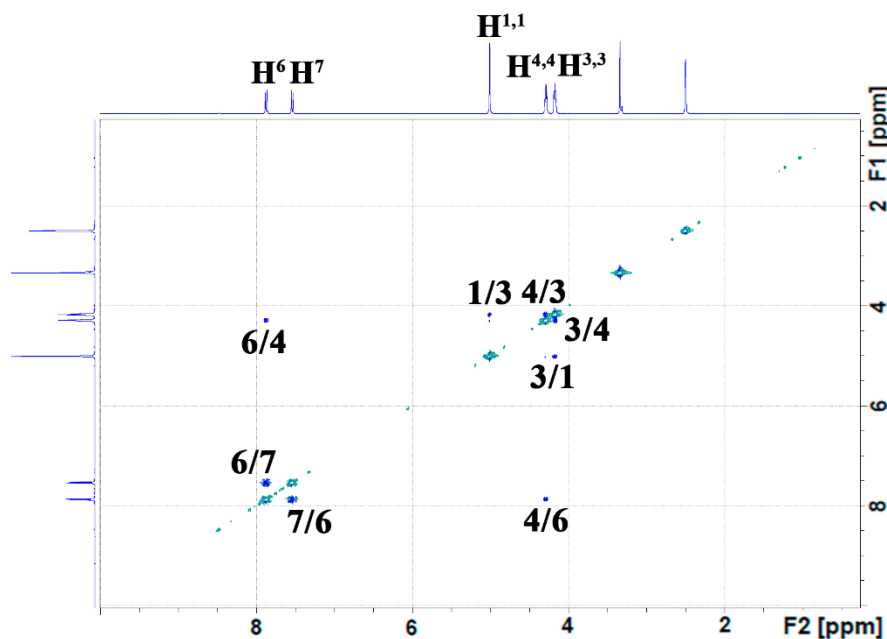 H¹,¹
H⁶ H⁷ H⁴,⁴ H³,³
F1 [ppm]
2
1/3 4/3
4
6/4 3/4
3/1
6
6/7
7/6 4/6
8
8 6 4 2 F2 [ppm]